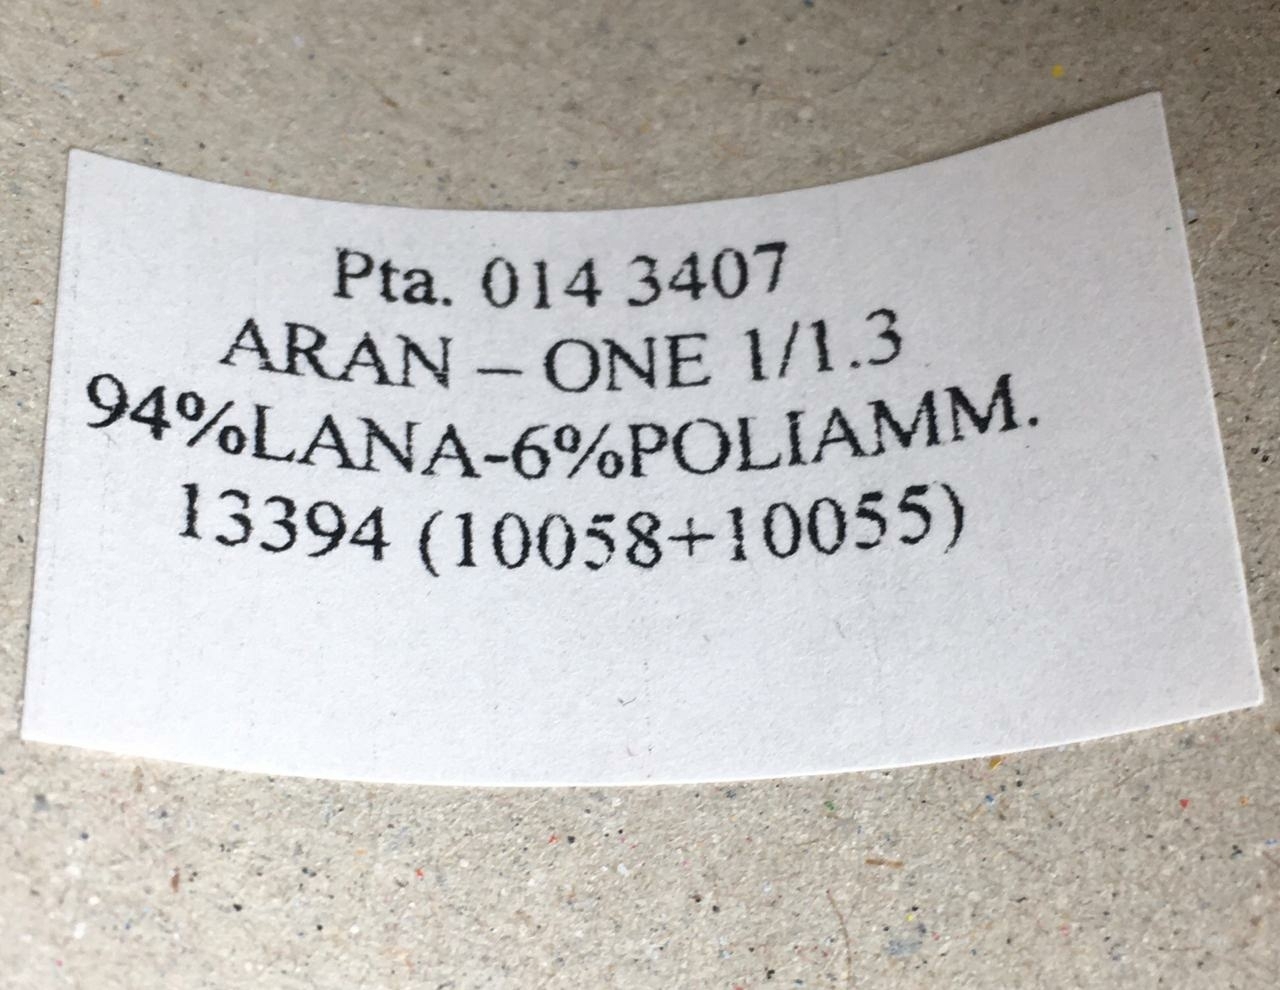 Pta. 014 3407
ARAN – ONE 1/1.3
94%LANA-6%POLIAMM.
13394 (10058+10055)